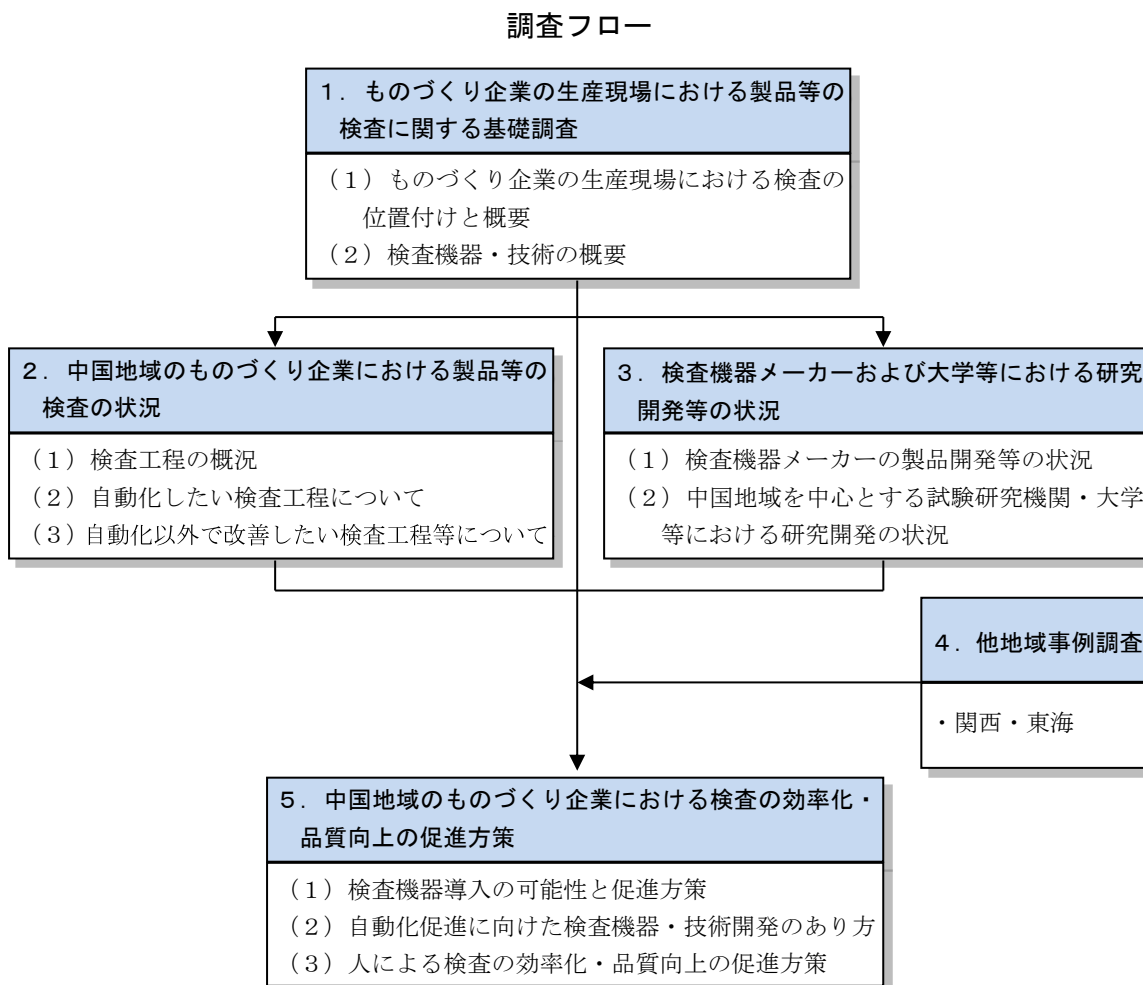 調査フロー
１．ものづくり企業の生産現場における製品等の
検査に関する基礎調査
（１）ものづくり企業の生産現場における検査の
位置付けと概要
（２）検査機器・技術の概要
２．中国地域のものづくり企業における製品等の
検査の状況
（１）検査工程の概況
（２）自動化したい検査工程について
（３）自動化以外で改善したい検査工程等について
３．検査機器メーカーおよび大学等における研究
開発等の状況
（１）検査機器メーカーの製品開発等の状況
（２）中国地域を中心とする試験研究機関・大学
等における研究開発の状況
４．他地域事例調査
・関西・東海
５．中国地域のものづくり企業における検査の効率化・
品質向上の促進方策
（１）検査機器導入の可能性と促進方策
（２）自動化促進に向けた検査機器・技術開発のあり方
（３）人による検査の効率化・品質向上の促進方策